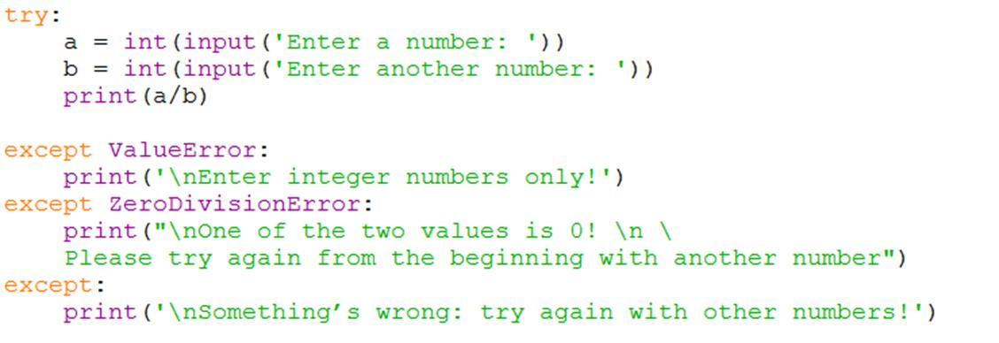 try:
    a = int(input('Enter a number: '))
    b = int(input('Enter another number: '))
    print(a/b)

except ValueError:
    print('\nEnter integer numbers only!')
except ZeroDivisionError:
    print("\nOne of the two values is 0! \n \
    Please try again from the beginning with another number")
except:
    print('\nSomething’s wrong: try again with other numbers!')